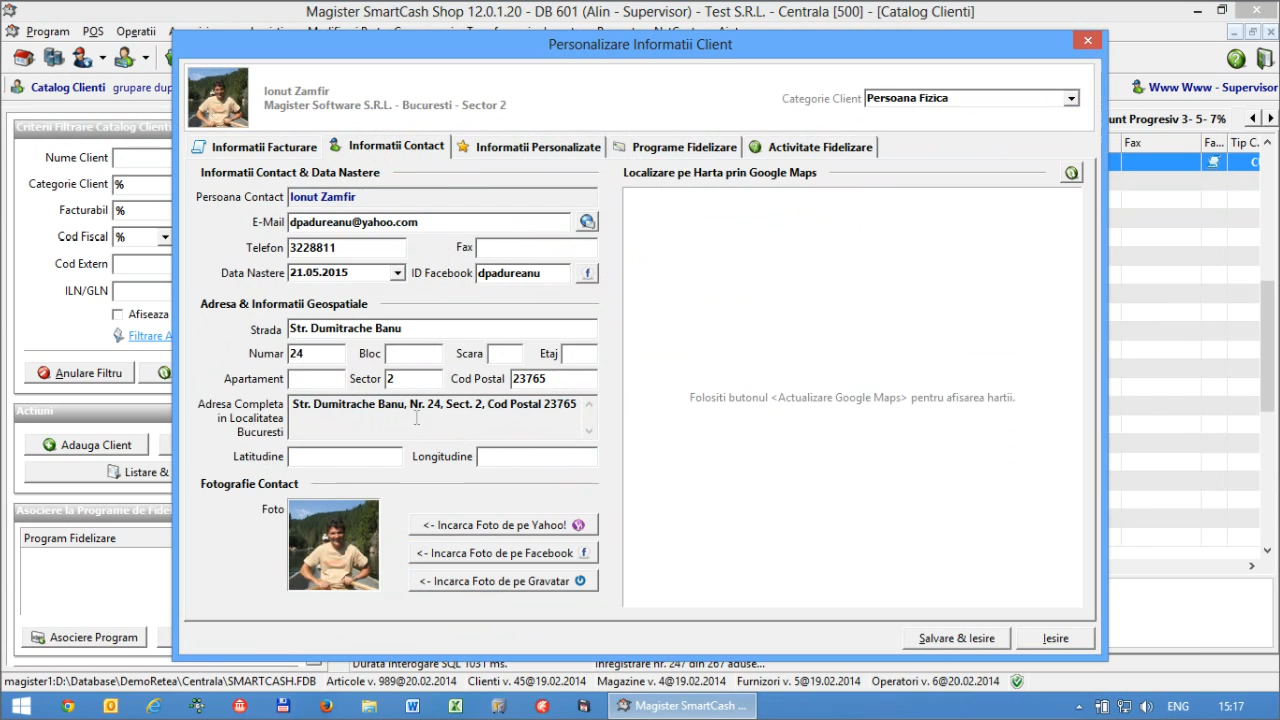 Magister SmartCash Shop 12.0.1.20 - DB 601 (Alin - Supervisor) - Test S.R.L. - Centrala [500] - [Catalog Clienti]
Program POS Operatii
Personalizare Informatii Client
Catalog Clienti grupare dup
Www Www - Supervisor
Ionut Zamfir
Magister Software S.R.L. - Bucuresti - Sector 2
Categorie Client Persoana Fizica
Criterii Filtrare Catalog Clienti
unt Progresiv 3- 5- 7%
Fax Fa... Tip C.
Nume Client
Categorie Client %
Facturabil %
Cod Fiscal %
Cod Extern
ILN/GLN
Afiseaza
Filtrare A
Anulare Filtru
Actiuni
Adauga Client
Listare &
Asociere la Programe de Fidel
Program Fidelizare
Asociere Program
Informatii Facturare Informatii Contact Informatii Personalizate Programe Fidelizare Activitate Fidelizare
Informatii Contact & Data Nastere
Persoana Contact Ionut Zamfir
E-Mail dpadureanu@yahoo.com
Telefon 3228811 Fax
Data Nastere 21.05.2015 ID Facebook dpadureanu
Adresa & Informatii Geospatiale
Strada Str. Dumitrache Banu
Numar 24 Bloc Scara Etaj
Apartament Sector 2 Cod Postal 23765
Adresa Completa in Localitatea Bucuresti
Str. Dumitrache Banu, Nr. 24, Sect. 2, Cod Postal 23765
Latitudine Longitudine
Fotografie Contact
Foto
<- Incarca Foto de pe Yahoo!
<- Incarca Foto de pe Facebook
<- Incarca Foto de pe Gravatar
Localizare pe Harta prin Google Maps
Folositi butonul <Actualizare Google Maps> pentru afisarea hartii.
Salvare & Iesire Iesire
Durata Interogare SQL 1031 ms. Inregistrare nr. 247 din 267 aduse...
magister1:D:\Database\DemoRetea\Centrala\SMARTCASH.FDB Articole v. 989@20.02.2014 Clienti v. 45@19.02.2014 Magazine v. 4@19.02.2014 Furnizori v. 5@19.02.2014 Operatori v. 6@20.02.2014
Magister SmartCash ...
ENG 15:17